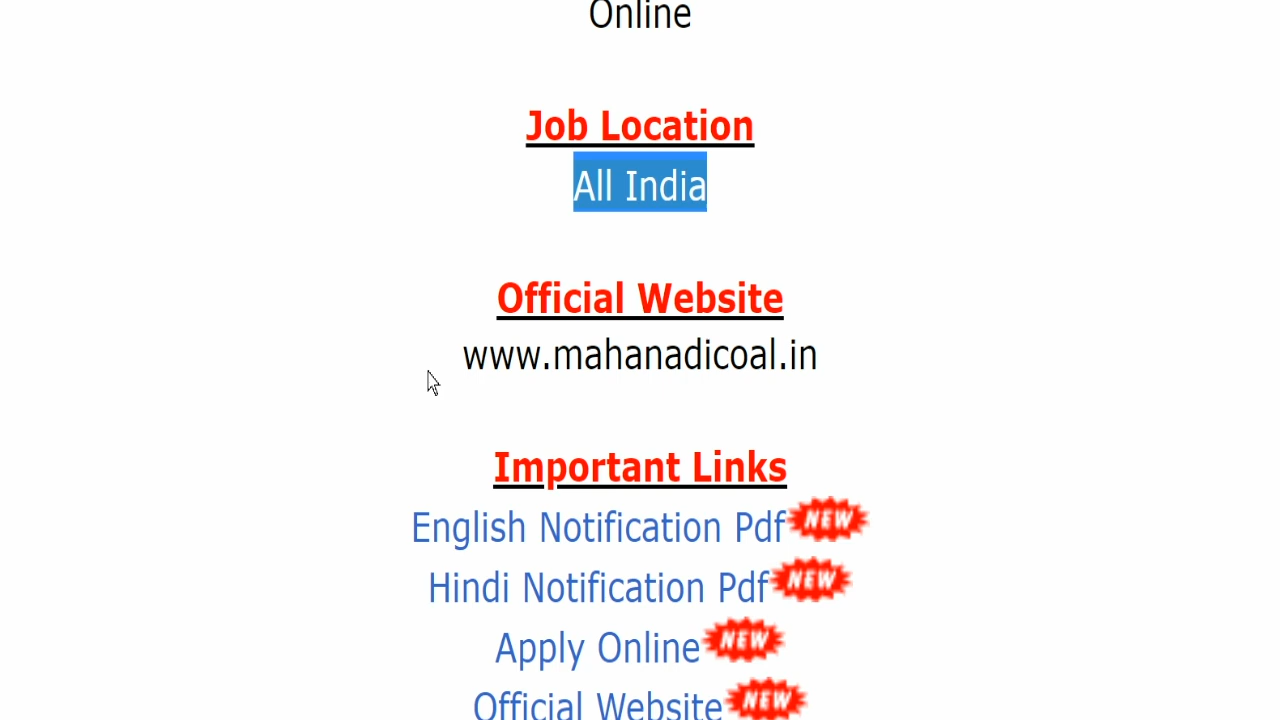 Online
Job Location
All India
Official Website
www.mahanadicoal.in
Important Links
English Notification Pdf NEW
Hindi Notification Pdf NEW
Apply Online NEW
Official Website NEW